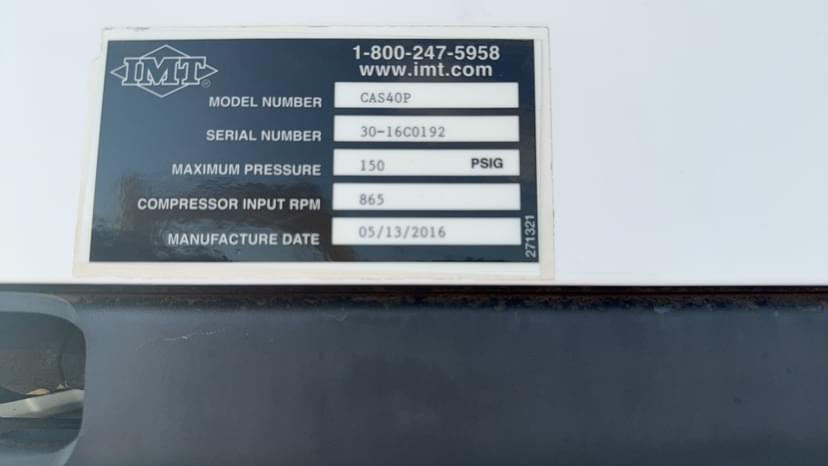 IMT
1-800-247-5958
www.imt.com
MODEL NUMBER CAS40P
SERIAL NUMBER 30-16C0192
MAXIMUM PRESSURE 150 PSIG
COMPRESSOR INPUT RPM 865
MANUFACTURE DATE 05/13/2016
271321